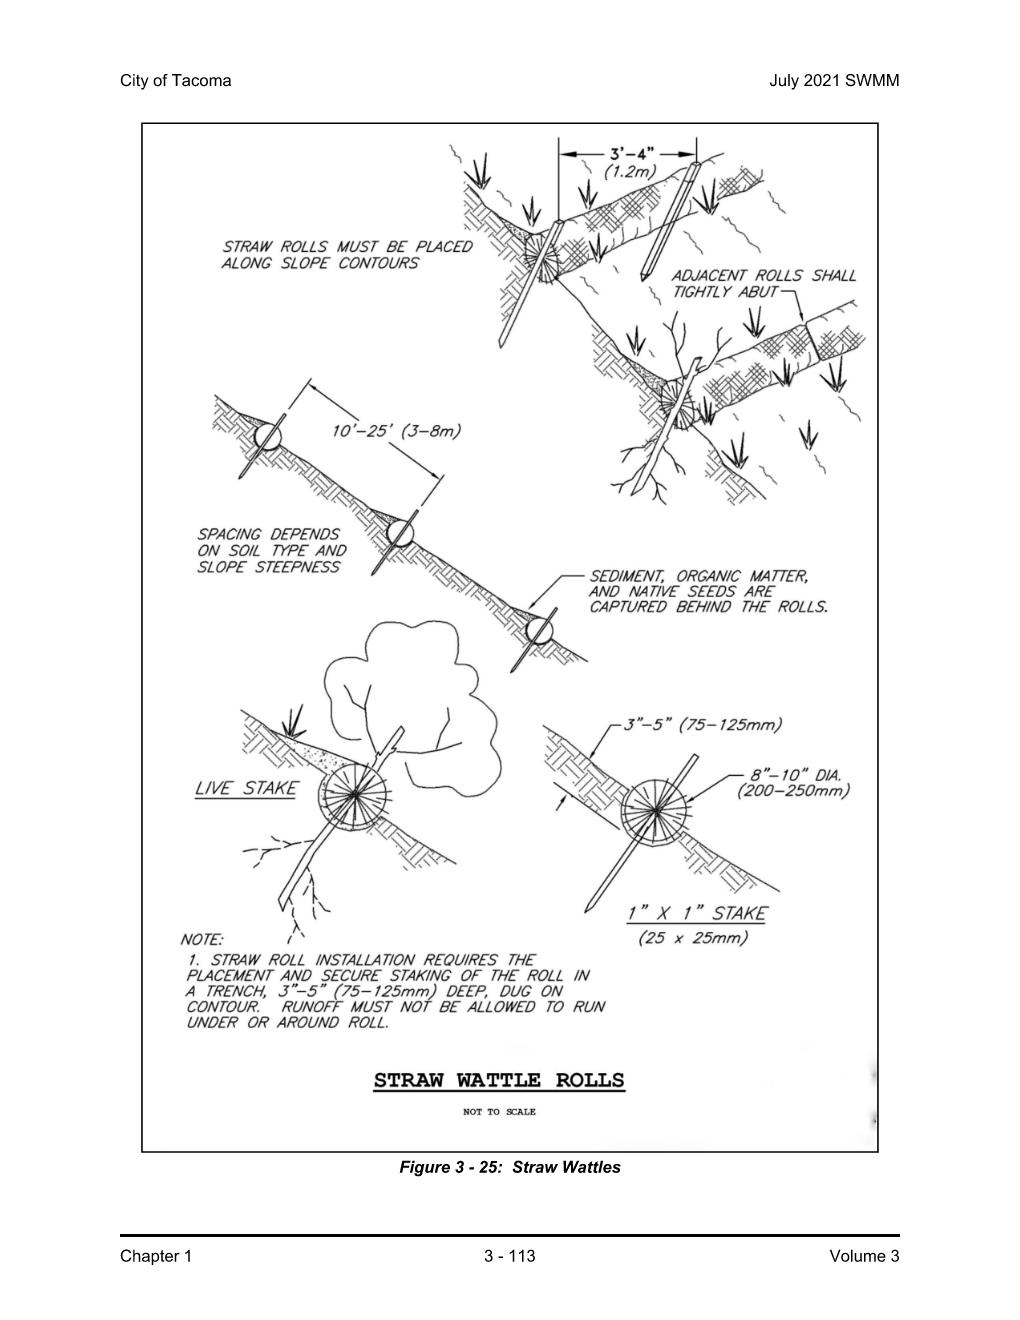 City of Tacoma
July 2021 SWMM
3'-4"
(1.2m)
STRAW ROLLS MUST BE PLACED
ALONG SLOPE CONTOURS
ADJACENT ROLLS SHALL
TIGHTLY ABUT
10'-25' (3-8m)
SPACING DEPENDS
ON SOIL TYPE AND
SLOPE STEEPNESS
SEDIMENT, ORGANIC MATTER,
AND NATIVE SEEDS ARE
CAPTURED BEHIND THE ROLLS.
LIVE STAKE
3"-5" (75-125mm)
8"-10" DIA.
(200-250mm)
1" X 1" STAKE
(25 x 25mm)
NOTE:
1. STRAW ROLL INSTALLATION REQUIRES THE
PLACEMENT AND SECURE STAKING OF THE ROLL IN
A TRENCH, 3"-5" (75-125mm) DEEP, DUG ON
CONTOUR. RUNOFF MUST NOT BE ALLOWED TO RUN
UNDER OR AROUND ROLL.
STRAW WATTLE ROLLS
NOT TO SCALE
Figure 3 - 25: Straw Wattles
Chapter 1
3 - 113
Volume 3